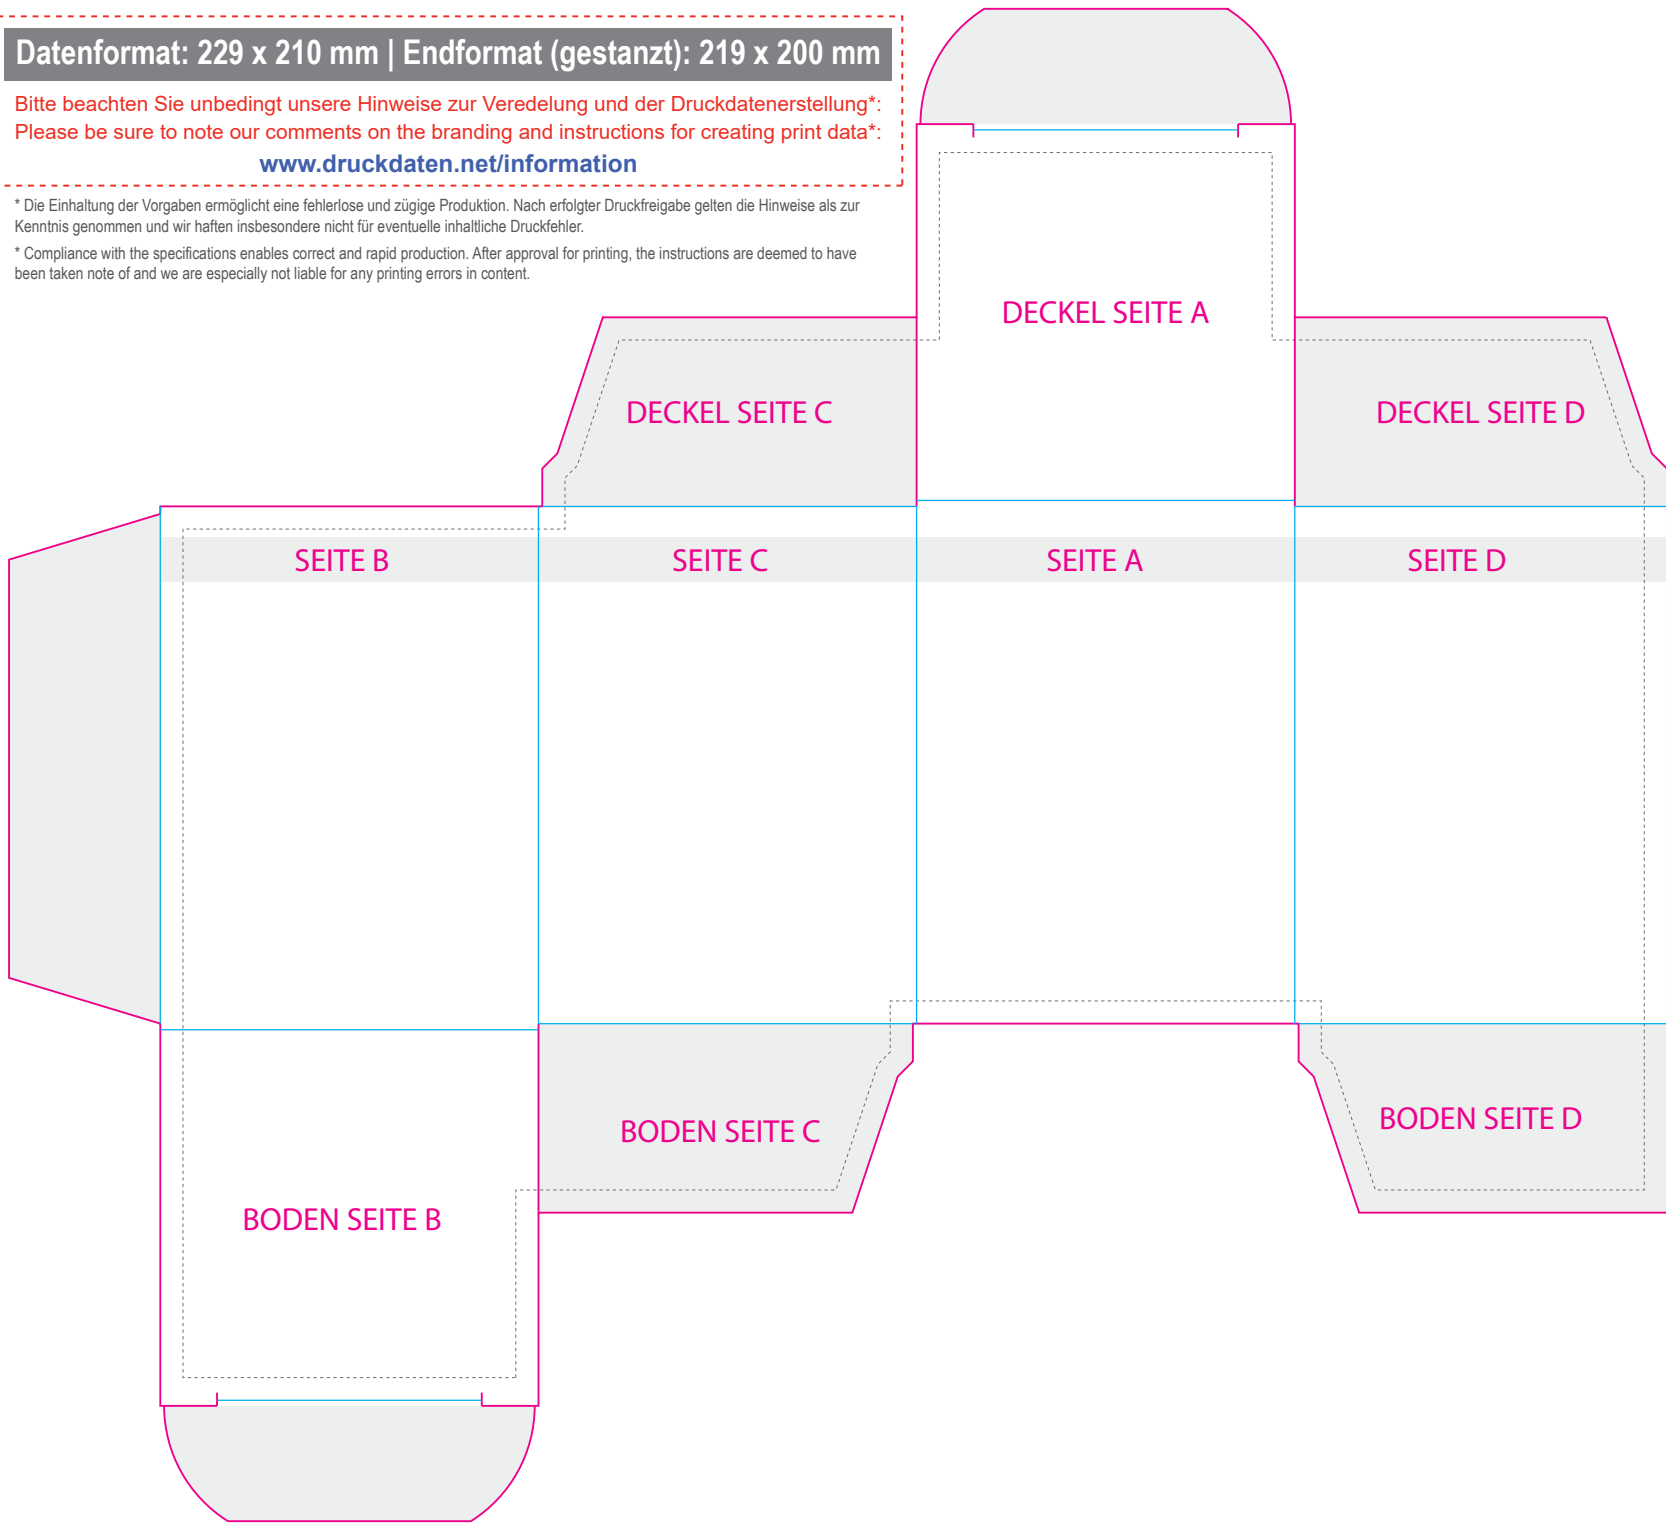 Datenformat: 229 x 210 mm | Endformat (gestanzt): 219 x 200 mm
Bitte beachten Sie unbedingt unsere Hinweise zur Veredelung und der Druckdatenerstellung*:
Please be sure to note our comments on the branding and instructions for creating print data*:
www.druckdaten.net/information
* Die Einhaltung der Vorgaben ermöglicht eine fehlerlose und zügige Produktion. Nach erfolgter Druckfreigabe gelten die Hinweise als zur
Kenntnis genommen und wir haften insbesondere nicht für eventuelle inhaltliche Druckfehler.
* Compliance with the specifications enables correct and rapid production. After approval for printing, the instructions are deemed to have
been taken note of and we are especially not liable for any printing errors in content.
DECKEL SEITE A
DECKEL SEITE C
DECKEL SEITE D
SEITE B
SEITE C
SEITE A
SEITE D
BODEN SEITE C
BODEN SEITE D
BODEN SEITE B